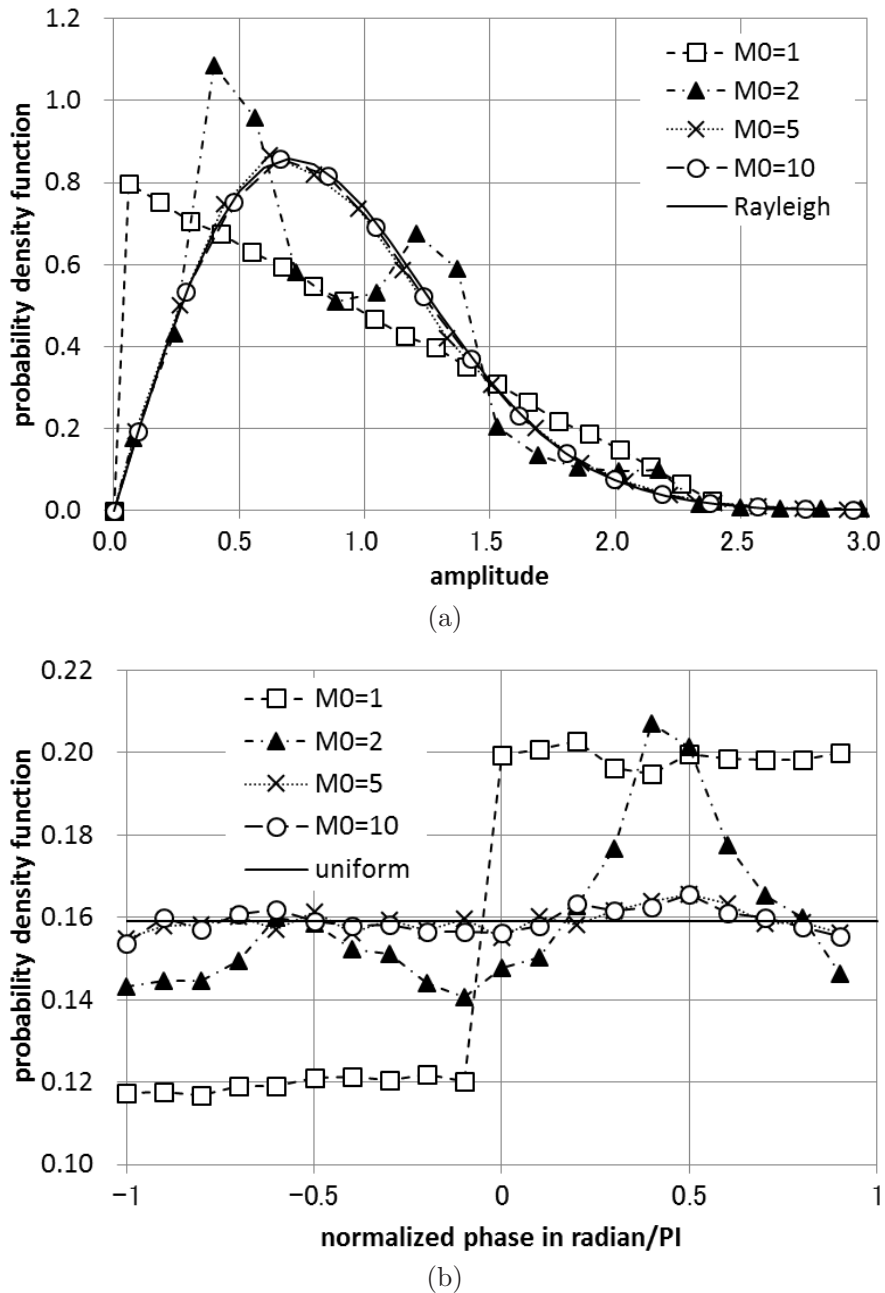 1.2
1.0
0.8
0.6
0.4
0.2
0.0
probability density function
M0=1
M0=2
M0=5
M0=10
Rayleigh
0.0 0.5 1.0 1.5 2.0 2.5 3.0
amplitude
(a)
0.22
0.20
0.18
0.16
0.14
0.12
0.10
probability density function
M0=1
M0=2
M0=5
M0=10
uniform
−1 −0.5 0 0.5 1
normalized phase in radian/PI
(b)